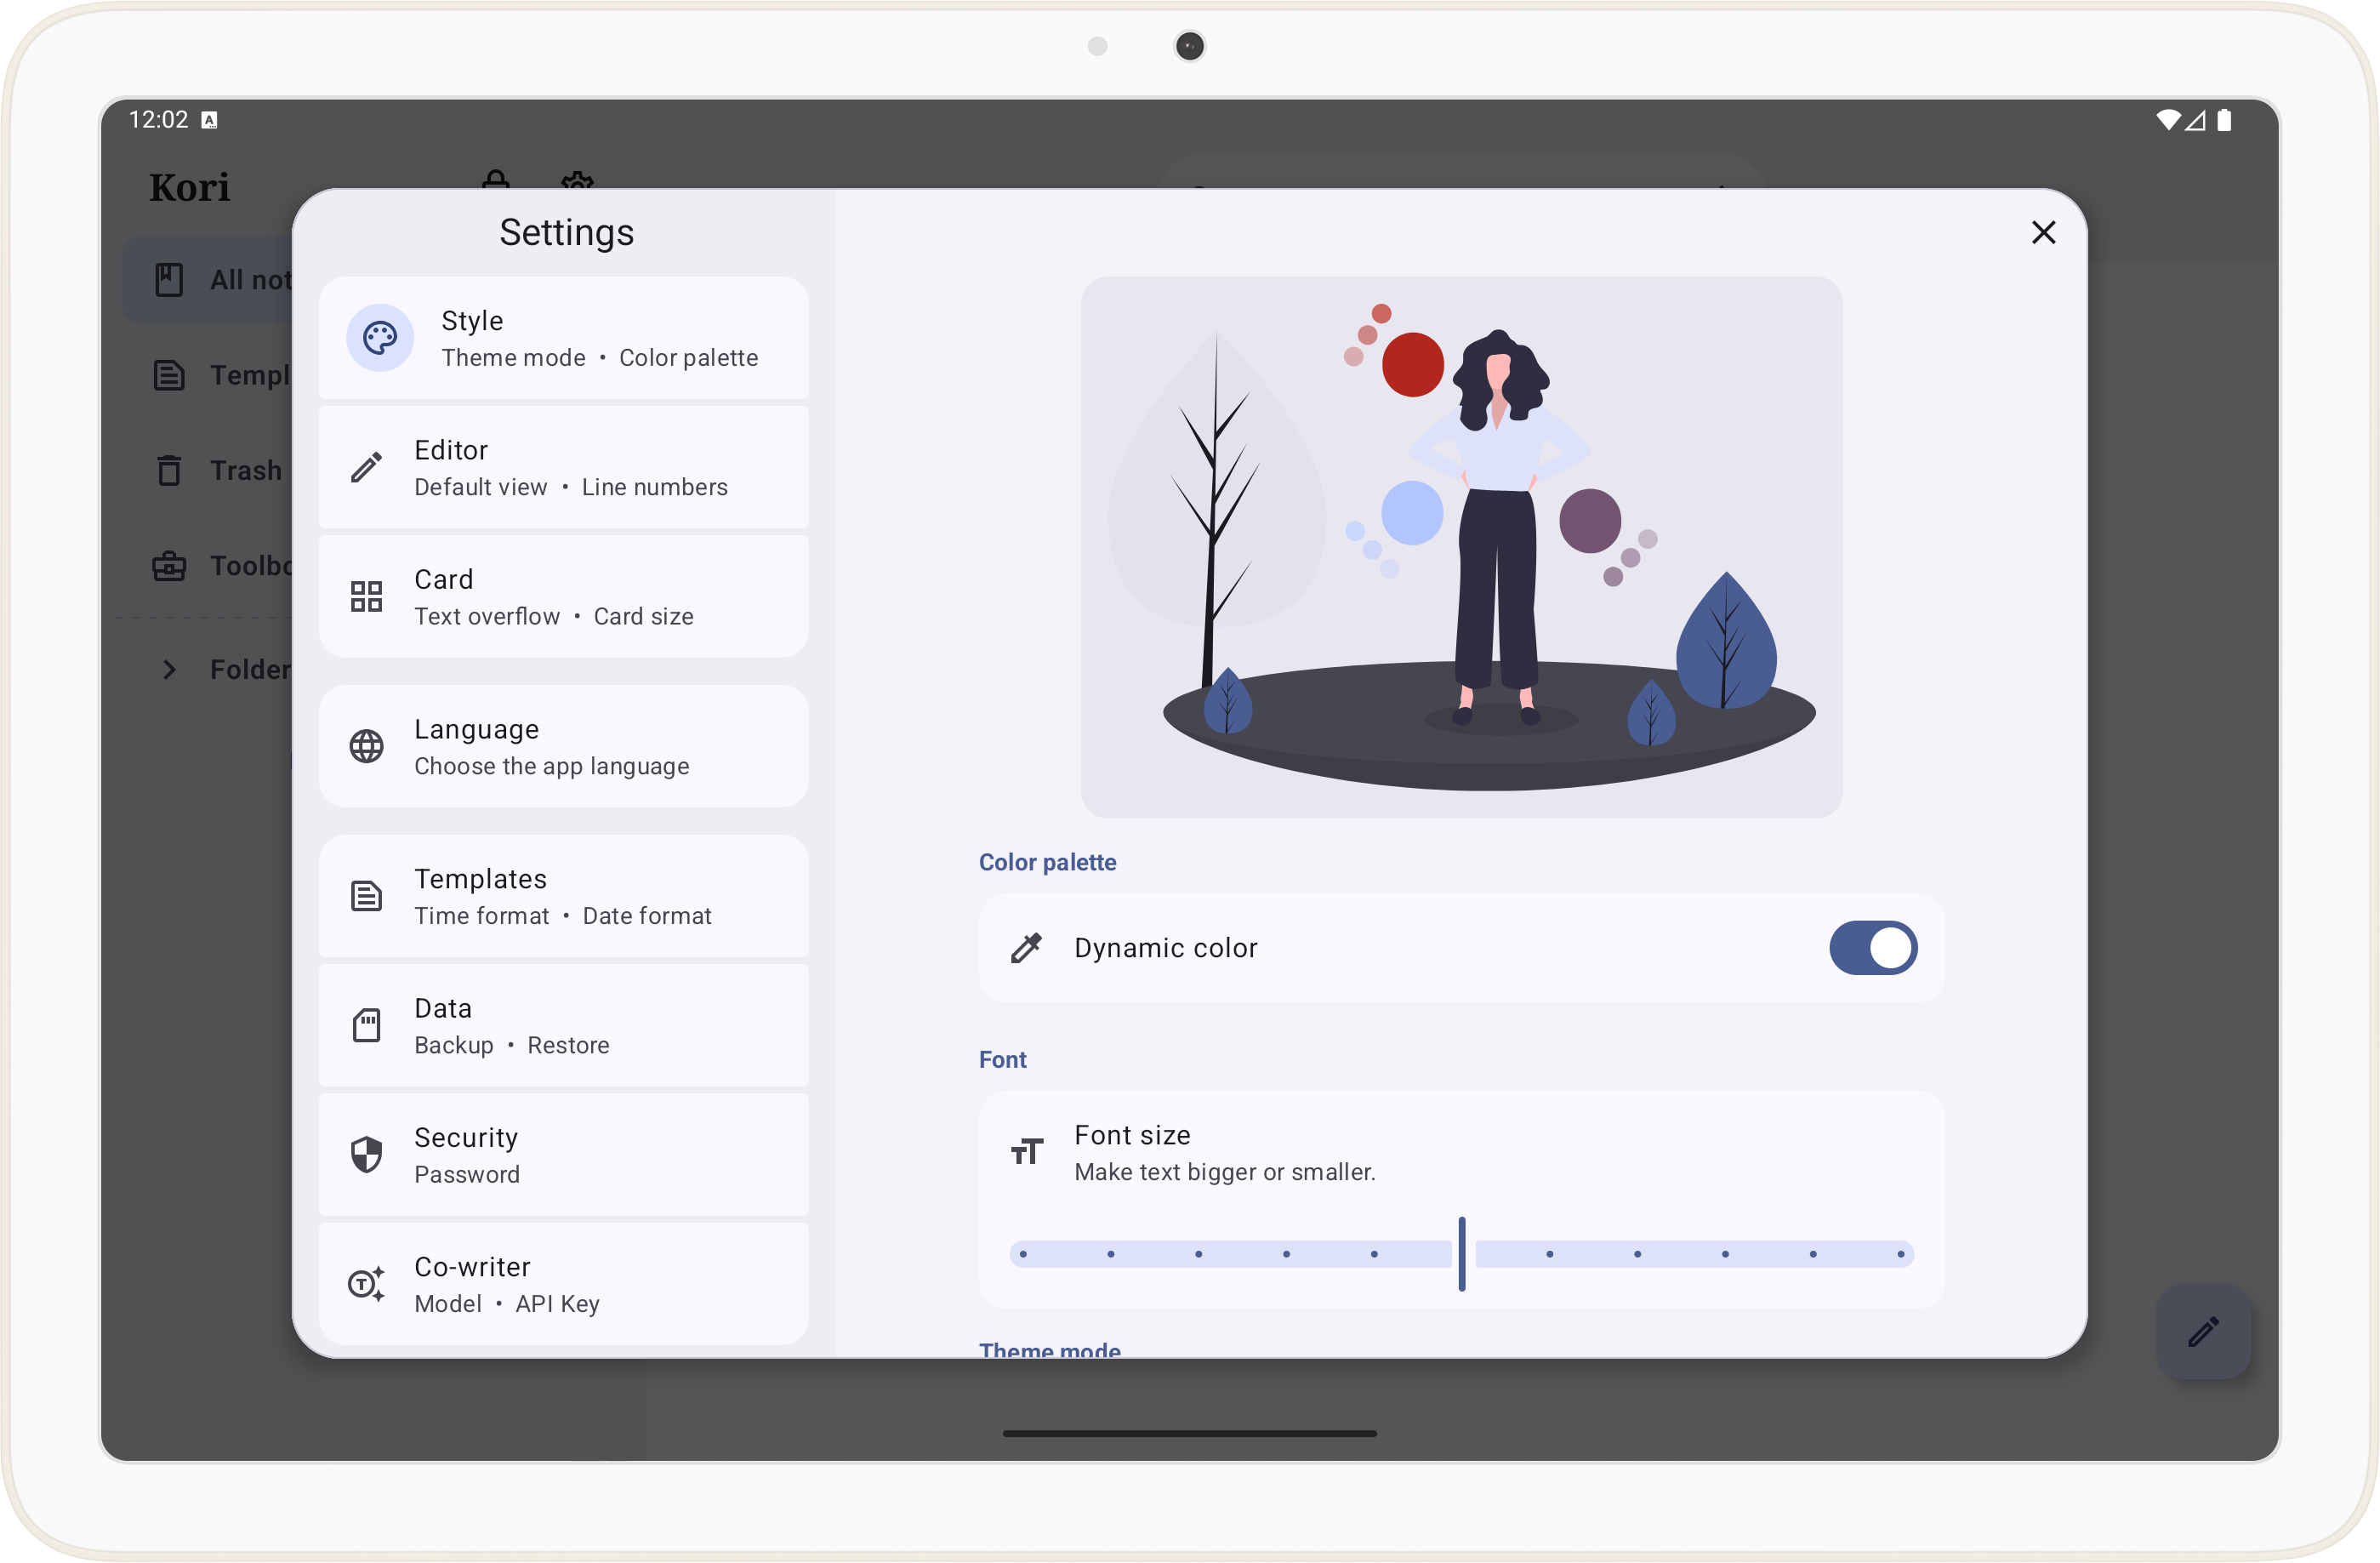 12:02
Kori
All not
Templ
Trash
Toolbo
Folder
Settings
Style
Theme mode • Color palette
Editor
Default view • Line numbers
Card
Text overflow • Card size
Language
Choose the app language
Templates
Time format • Date format
Data
Backup • Restore
Security
Password
Co-writer
Model • API Key
Color palette
Dynamic color
Font
Font size
Make text bigger or smaller.
Theme mode